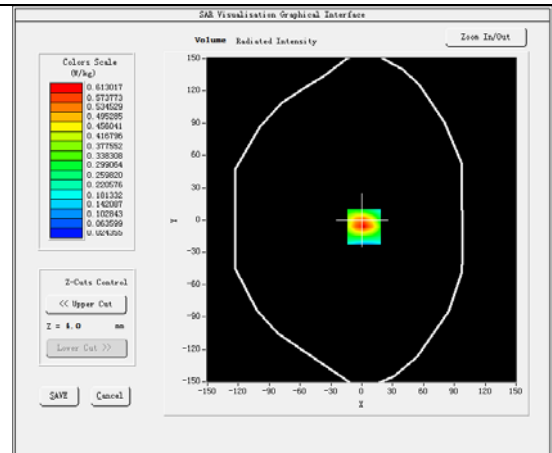 SAR Visualisation Graphical Interface
Volume Radiated Intensity
Zoom In/Out
Colors Scale
(W/kg)
0.613017
0.573773
0.534529
0.495285
0.456041
0.416796
0.377552
0.338308
0.299064
0.259820
0.220576
0.181332
0.142087
0.102843
0.063599
0.024355
Z-Cuts Control
<< Upper Cut
Z = 4.0 mm
Lower Cut >>
SAVE
Cancel
150
120
90
60
30
0
-30
-60
-90
-120
-150
Y
-150 -120 -90 -60 -30 0 30 60 90 120 150
X